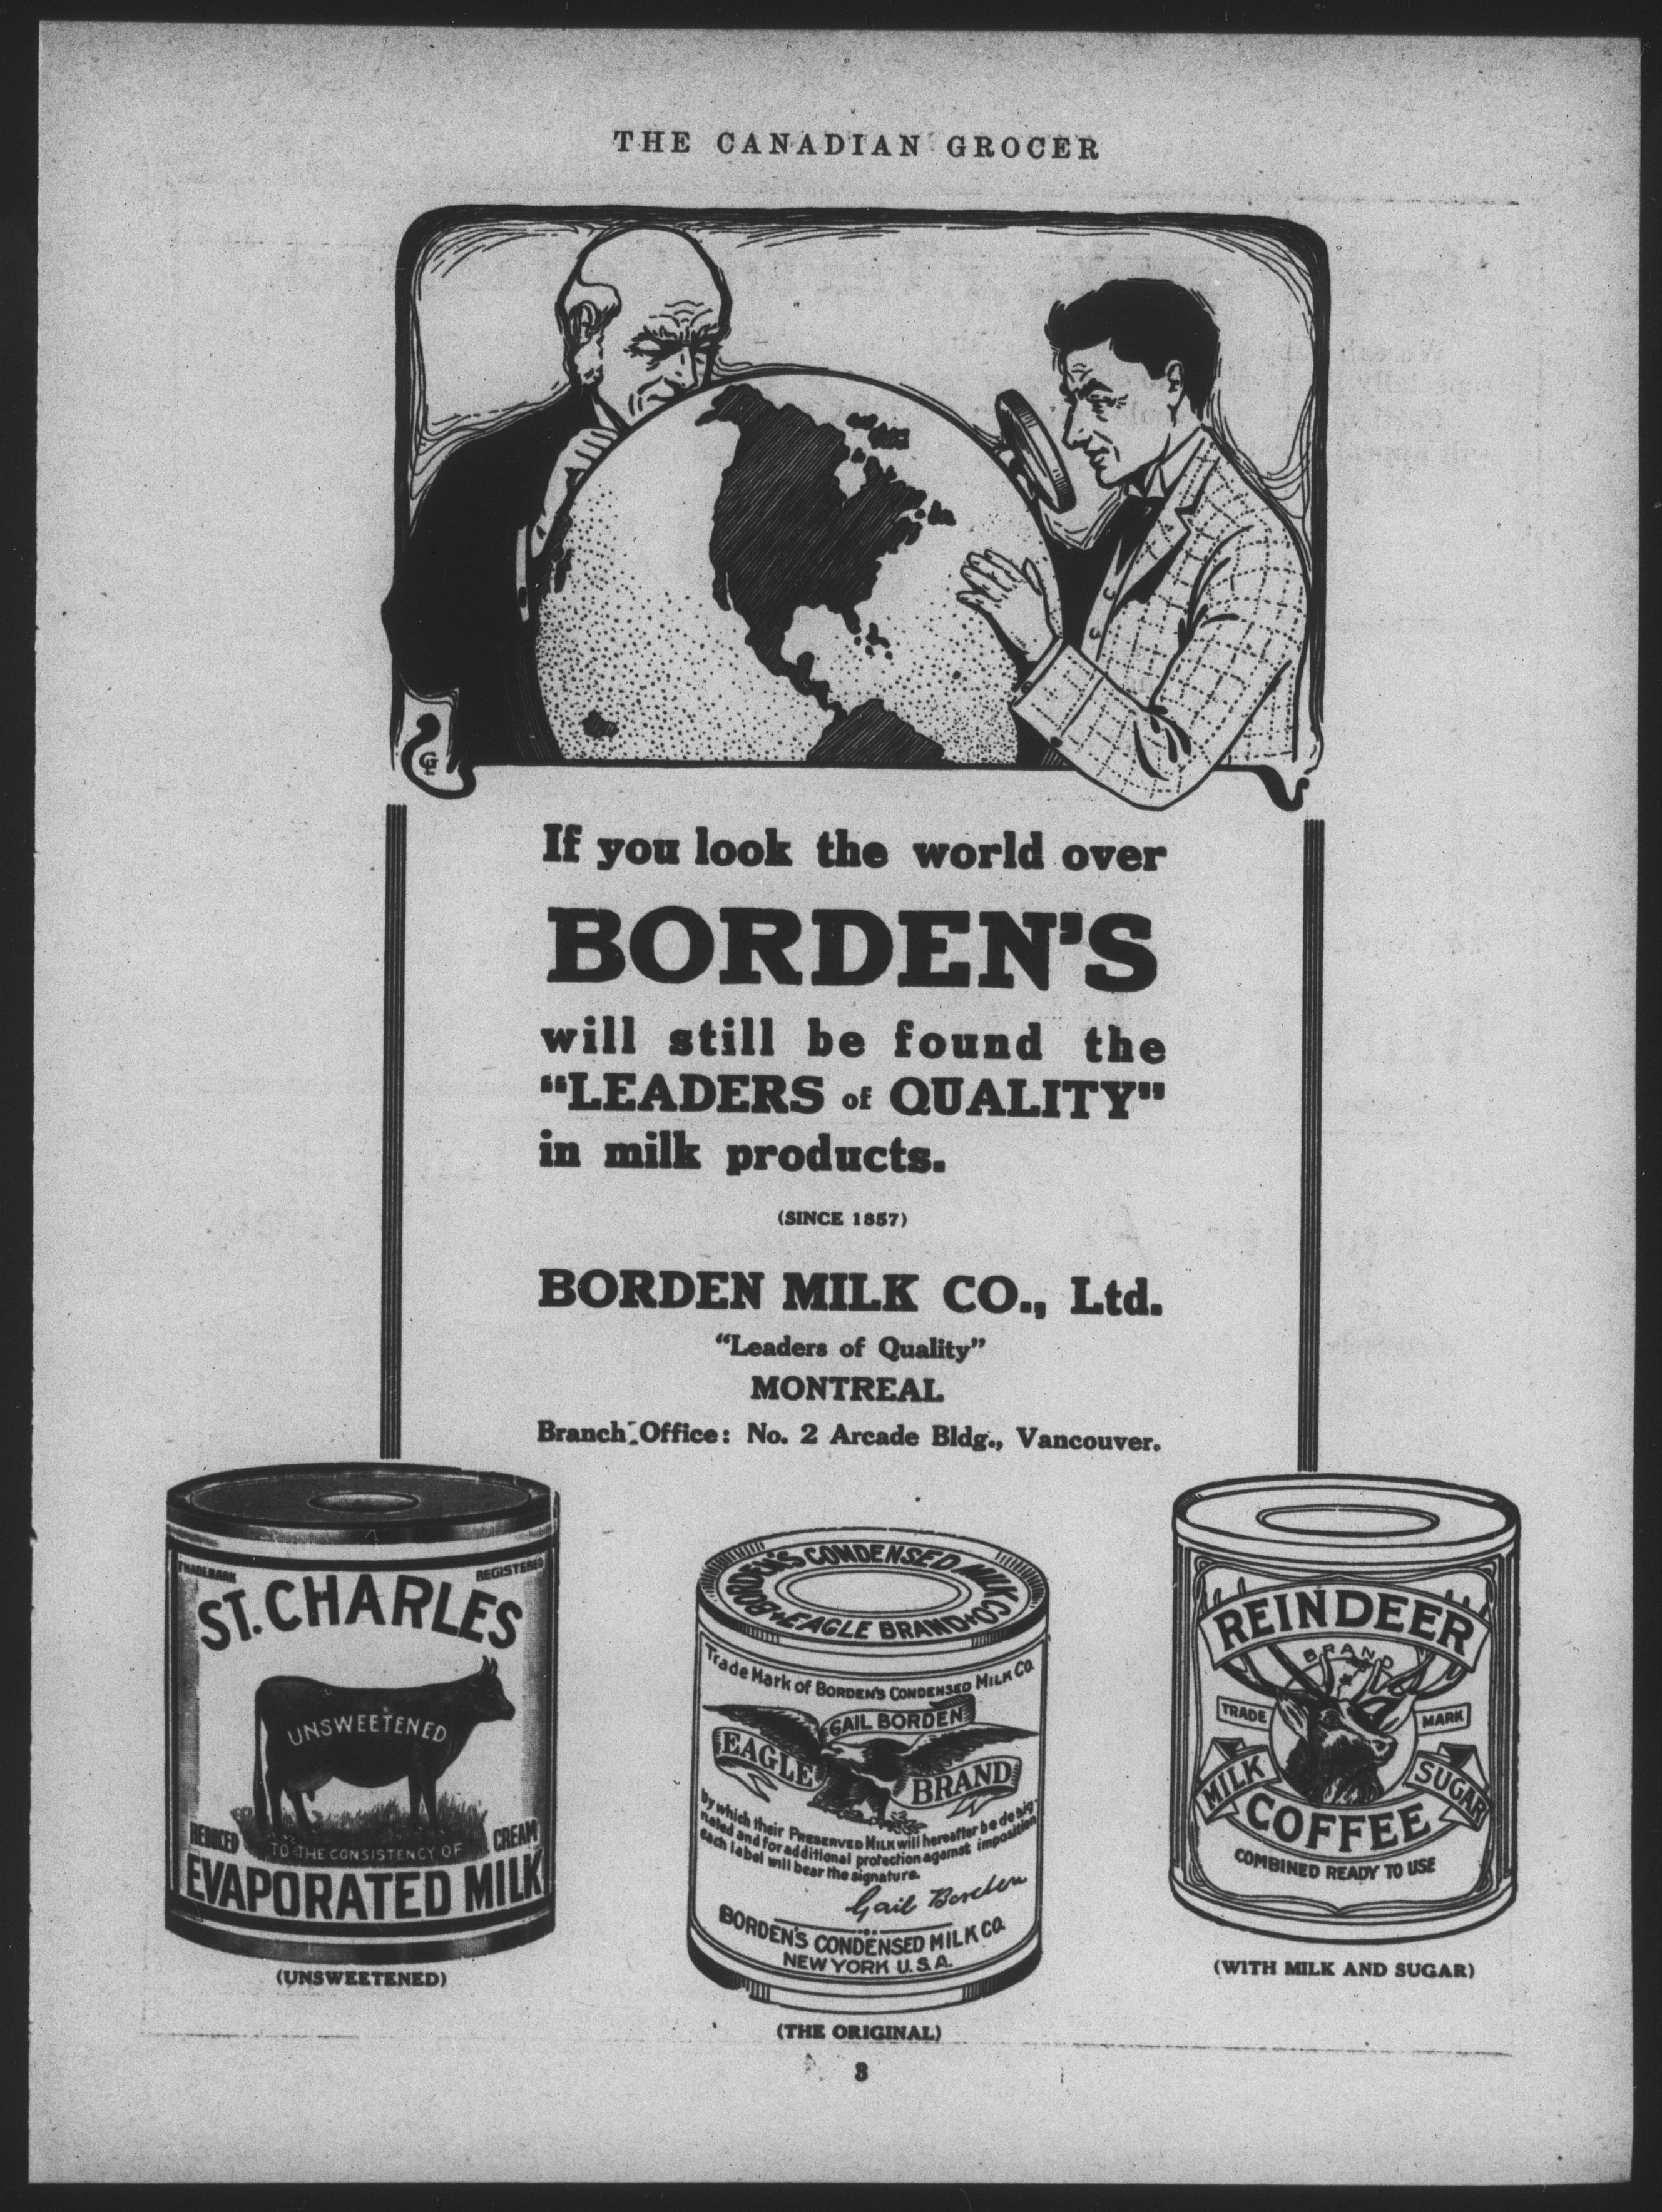 THE CANADIAN GROCER
If you look the world over
BORDEN'S
will still be found the
"LEADERS of QUALITY"
in milk products.
(SINCE 1857)
BORDEN MILK CO., Ltd.
"Leaders of Quality"
MONTREAL
Branch Office: No. 2 Arcade Bldg., Vancouver.
TRADEMARK
REGISTERED
ST. CHARLES
UNSWEETENED
REDUCED TO THE CONSISTENCY OF CREAM
EVAPORATED MILK
(UNSWEETENED)
BORDEN'S CONDENSED MILK CO.
EAGLE BRAND
Trade Mark of BORDEN'S CONDENSED MILK CO.
GAIL BORDEN
EAGLE BRAND
by which their PRESERVED MILK will hereafter be desig-
nated and for additional protection against imposition
each label will bear the signature.
Gail Borden
BORDEN'S CONDENSED MILK CO.
NEW YORK U.S.A.
(THE ORIGINAL)
REINDEER
BRAND
TRADE MARK
MILK SUGAR
COFFEE
COMBINED READY TO USE
(WITH MILK AND SUGAR)
3